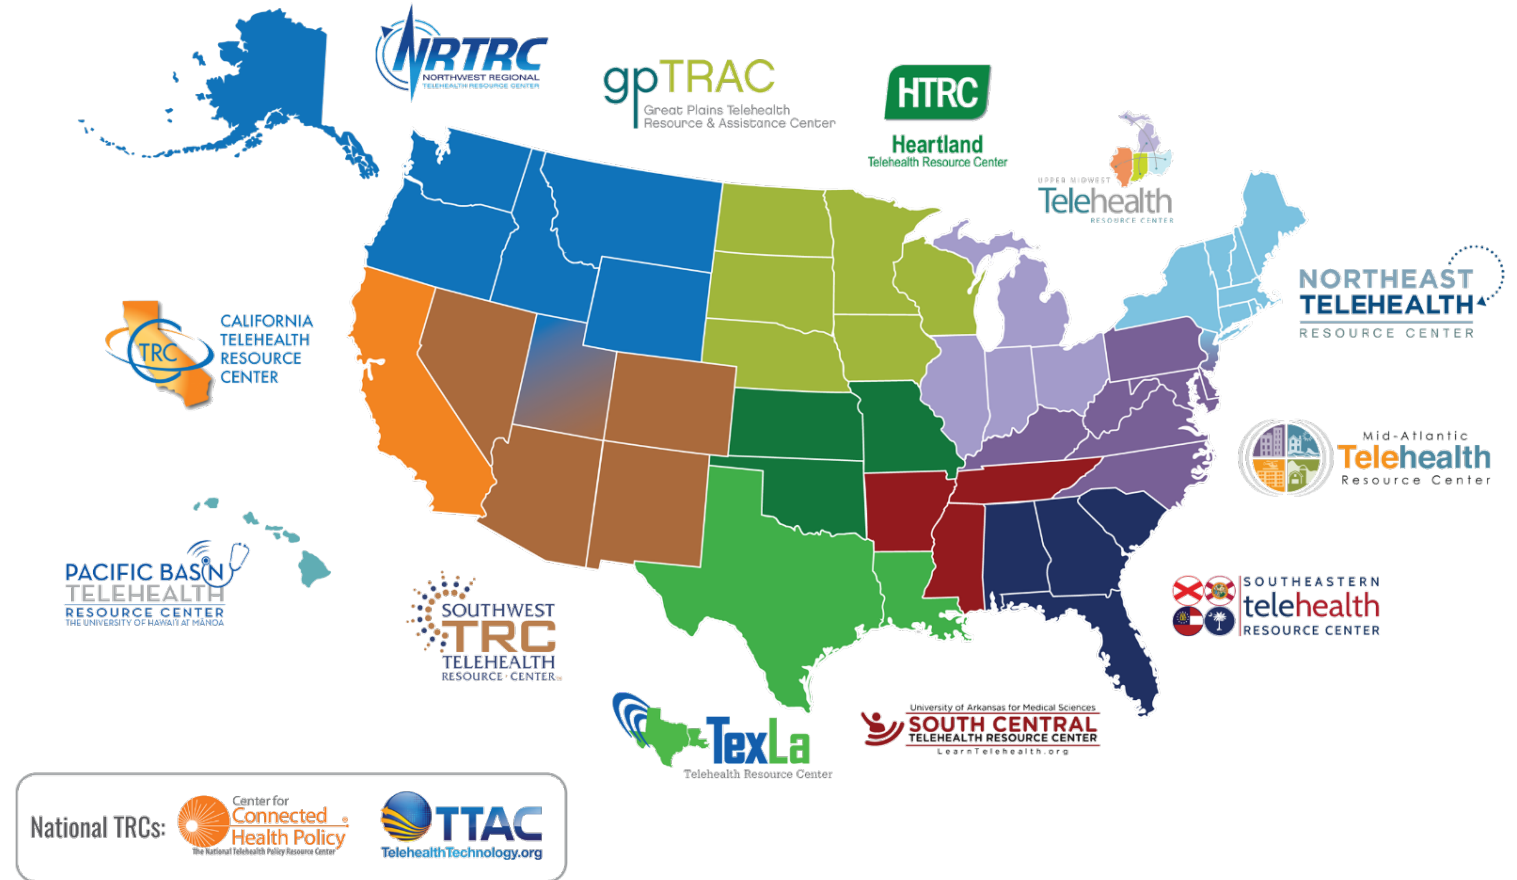 NRTRC
NORTHWEST REGIONAL
TELEHEALTH RESOURCE CENTER
gpTRAC
Great Plains Telehealth
Resource & Assistance Center
HTRC
Heartland
Telehealth Resource Center
UPPER MIDWEST
Telehealth
RESOURCE CENTER
NORTHEAST
TELEHEALTH
RESOURCE CENTER
TRC
CALIFORNIA
TELEHEALTH
RESOURCE
CENTER
Mid-Atlantic
Telehealth
Resource Center
PACIFIC BASIN
TELEHEALTH
RESOURCE CENTER
THE UNIVERSITY OF HAWAI'I AT MĀNOA
SOUTHWEST
TRC
TELEHEALTH
RESOURCE · CENTER
SOUTHEASTERN
telehealth
RESOURCE CENTER
TexLa
Telehealth Resource Center
University of Arkansas for Medical Sciences
SOUTH CENTRAL
TELEHEALTH RESOURCE CENTER
LearnTelehealth.org
National TRCs:
Center for
Connected
Health Policy ®
The National Telehealth Policy Resource Center
TTAC
TelehealthTechnology.org